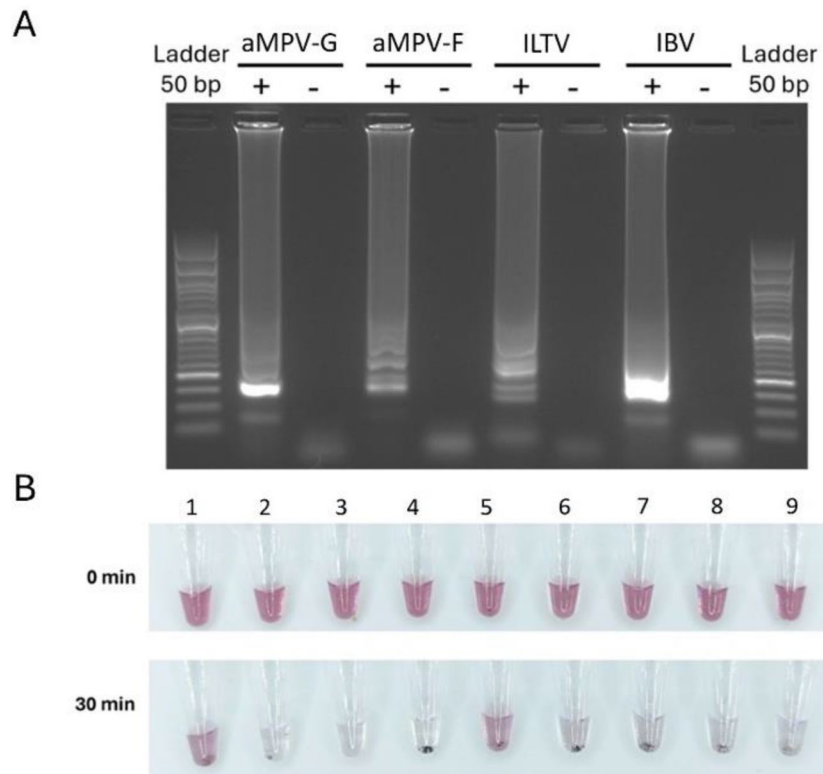 A
Ladder 50 bp
aMPV-G
aMPV-F
ILTV
IBV
Ladder 50 bp
+ - + - + - + -
B
1 2 3 4 5 6 7 8 9
0 min
30 min